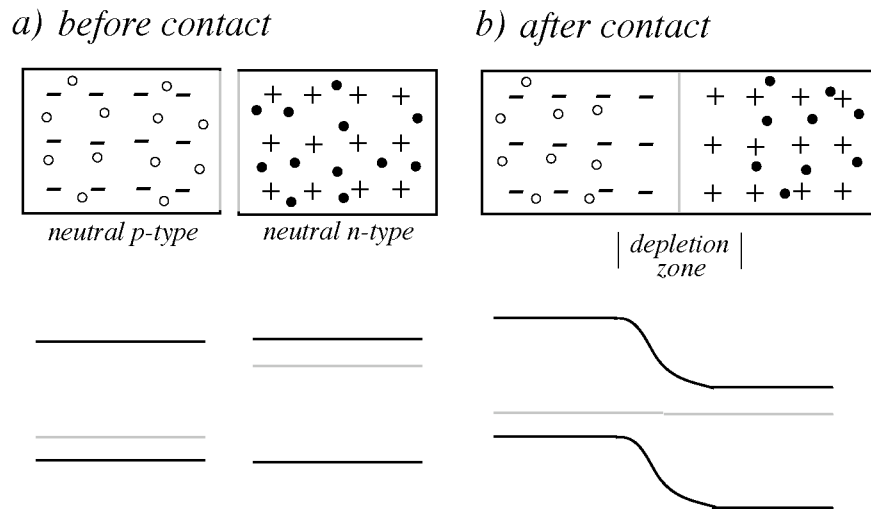 a) before contact
b) after contact
neutral p-type
neutral n-type
depletion
zone